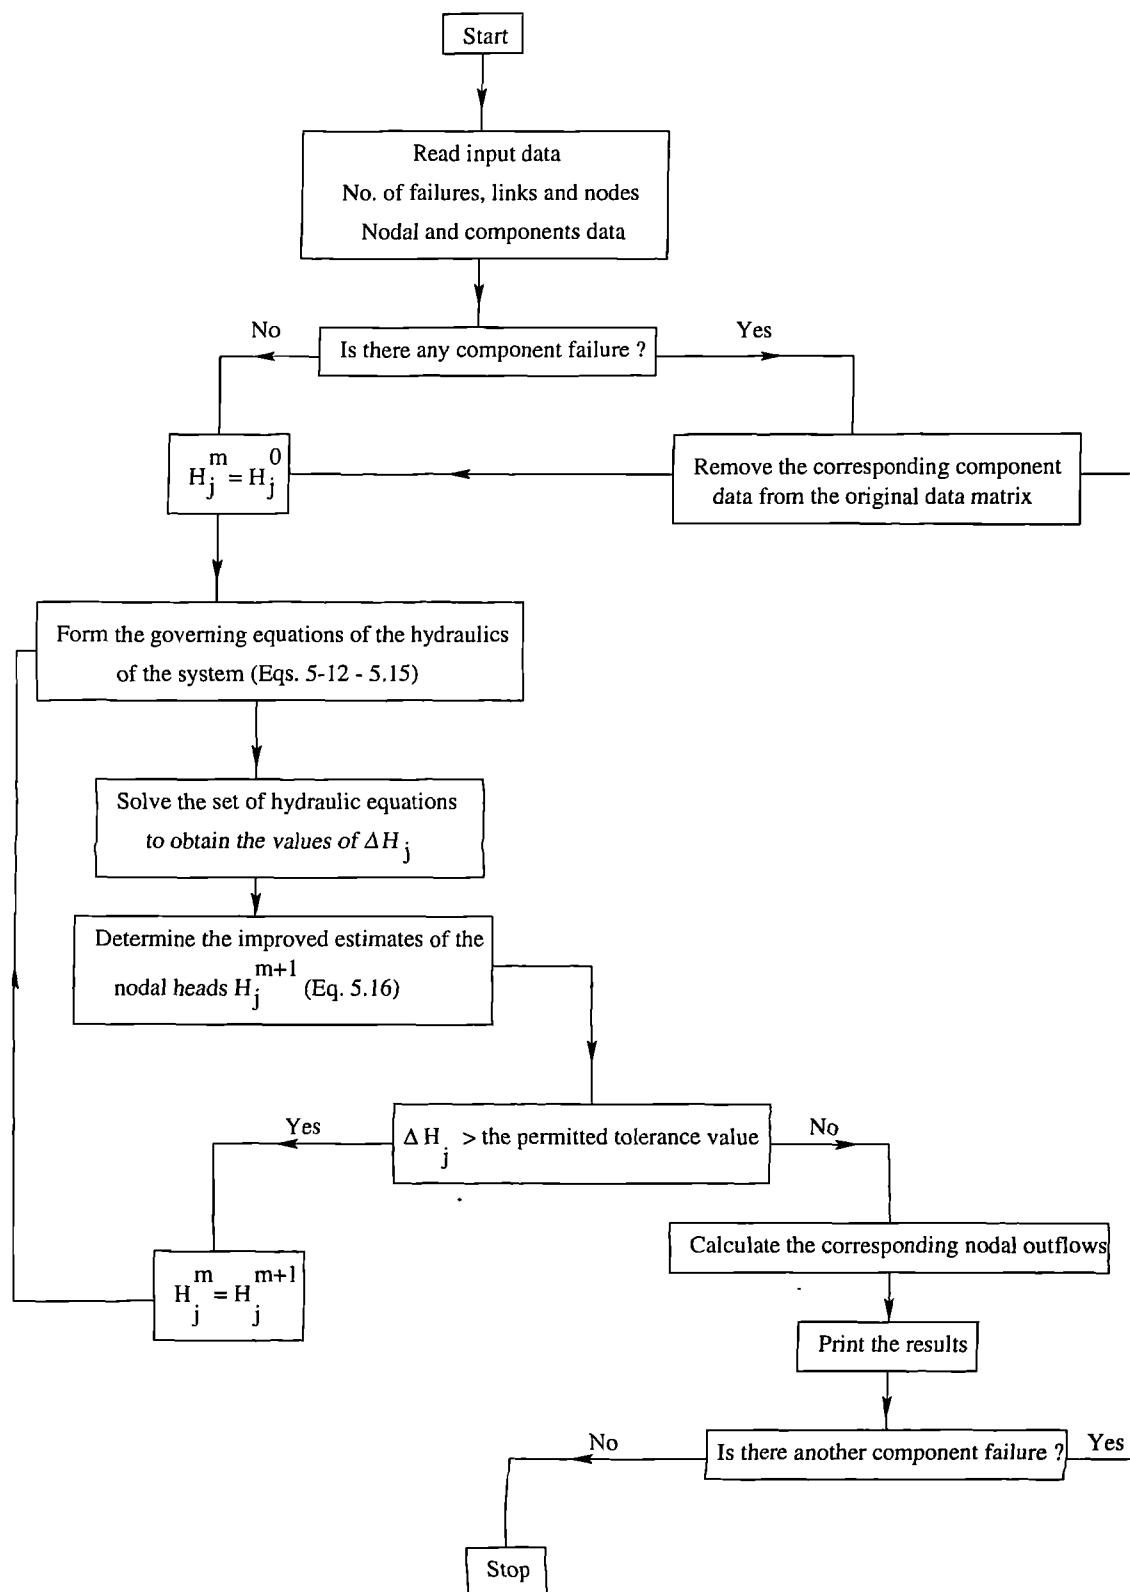 Start
Read input data
No. of failures, links and nodes
Nodal and components data
No
Yes
Is there any component failure ?
H_j^m = H_j^0
Remove the corresponding component
data from the original data matrix
Form the governing equations of the hydraulics
of the system (Eqs. 5-12 - 5.15)
Solve the set of hydraulic equations
to obtain the values of ΔH_j
Determine the improved estimates of the
nodal heads H_j^{m+1} (Eq. 5.16)
Yes
ΔH_j > the permitted tolerance value
No
Calculate the corresponding nodal outflows
H_j^m = H_j^{m+1}
Print the results
No
Is there another component failure ?
Yes
Stop